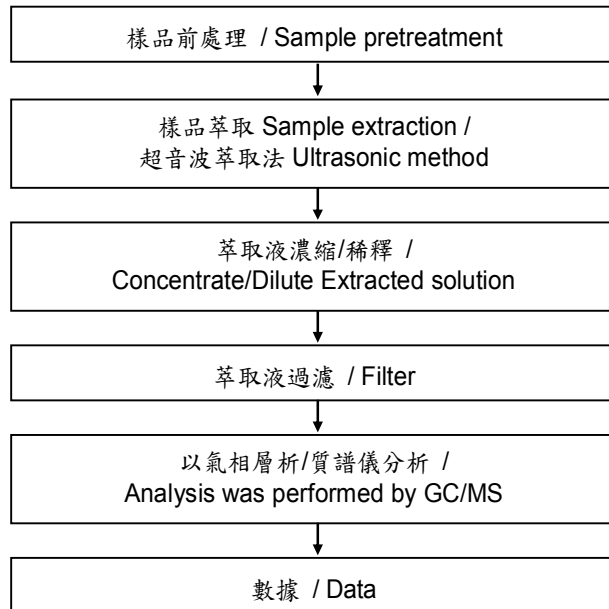 樣品前處理 / Sample pretreatment
樣品萃取 Sample extraction /
超音波萃取法 Ultrasonic method
萃取液濃縮/稀釋 /
Concentrate/Dilute Extracted solution
萃取液過濾 / Filter
以氣相層析/質譜儀分析 /
Analysis was performed by GC/MS
數據 / Data